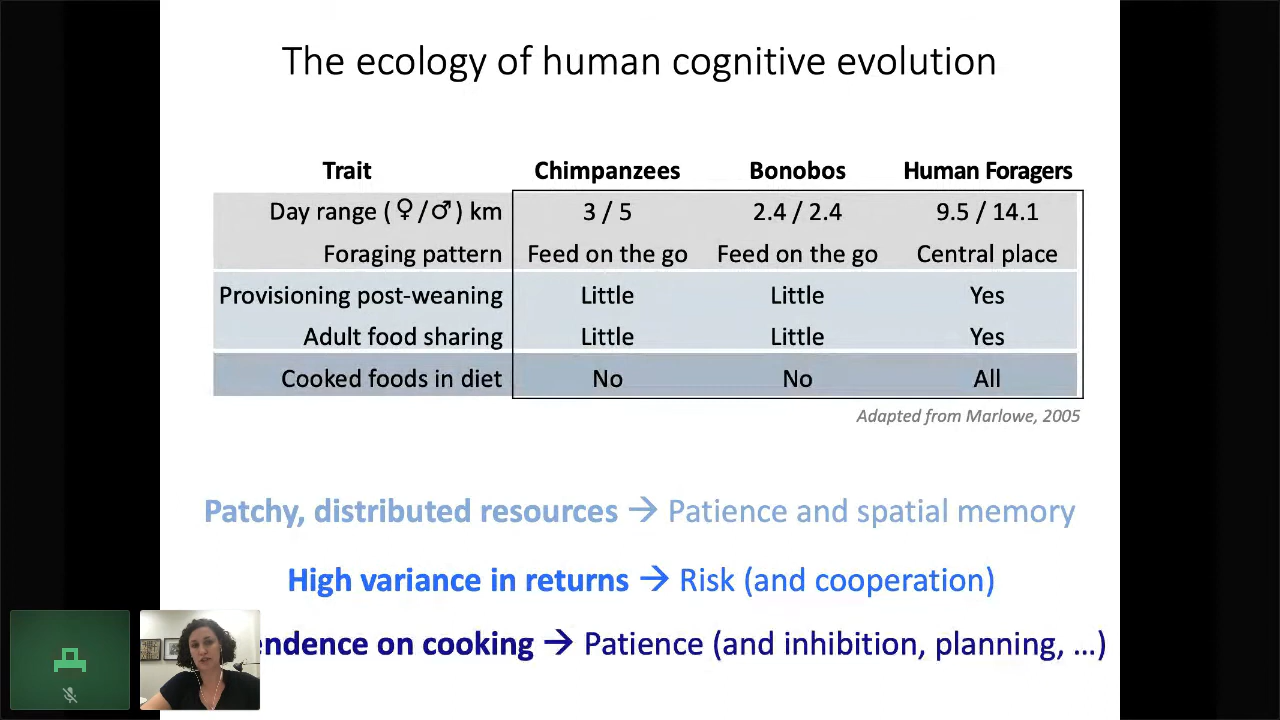 The ecology of human cognitive evolution
Trait Chimpanzees Bonobos Human Foragers
Day range (♀/♂) km 3 / 5 2.4 / 2.4 9.5 / 14.1
Foraging pattern Feed on the go Feed on the go Central place
Provisioning post-weaning Little Little Yes
Adult food sharing Little Little Yes
Cooked foods in diet No No All
Adapted from Marlowe, 2005
Patchy, distributed resources → Patience and spatial memory
High variance in returns → Risk (and cooperation)
on cooking → Patience (and inhibition, planning, ...)